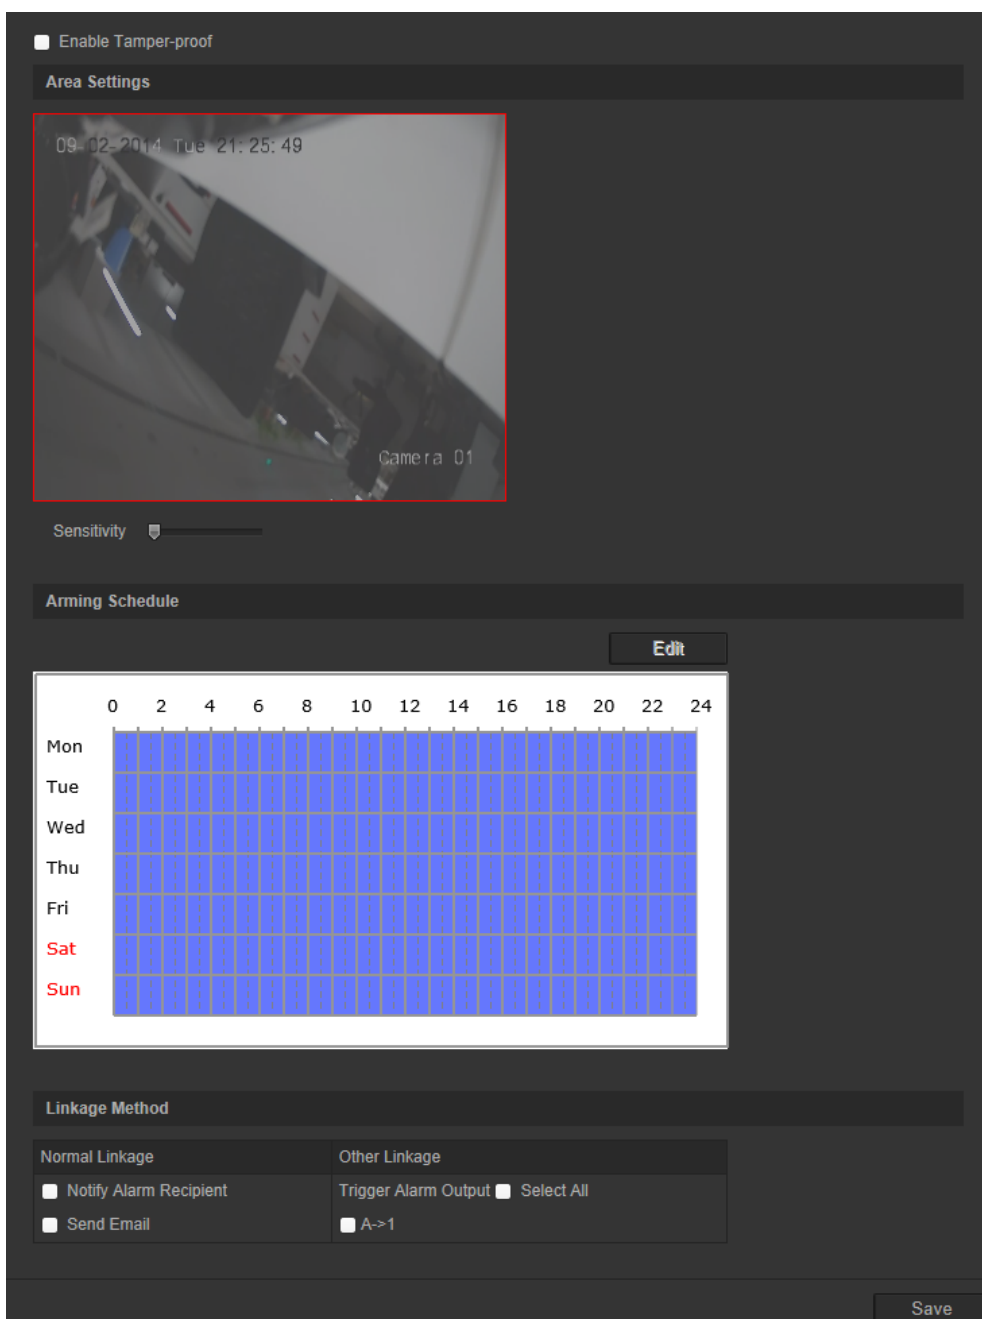 Enable Tamper-proof
Area Settings
09-02-2014 Tue 21:25:49
Camera 01
Sensitivity
Arming Schedule
Edit
0 2 4 6 8 10 12 14 16 18 20 22 24
Mon
Tue
Wed
Thu
Fri
Sat
Sun
Linkage Method
Normal Linkage Other Linkage
Notify Alarm Recipient Trigger Alarm Output Select All
Send Email A->1
Save